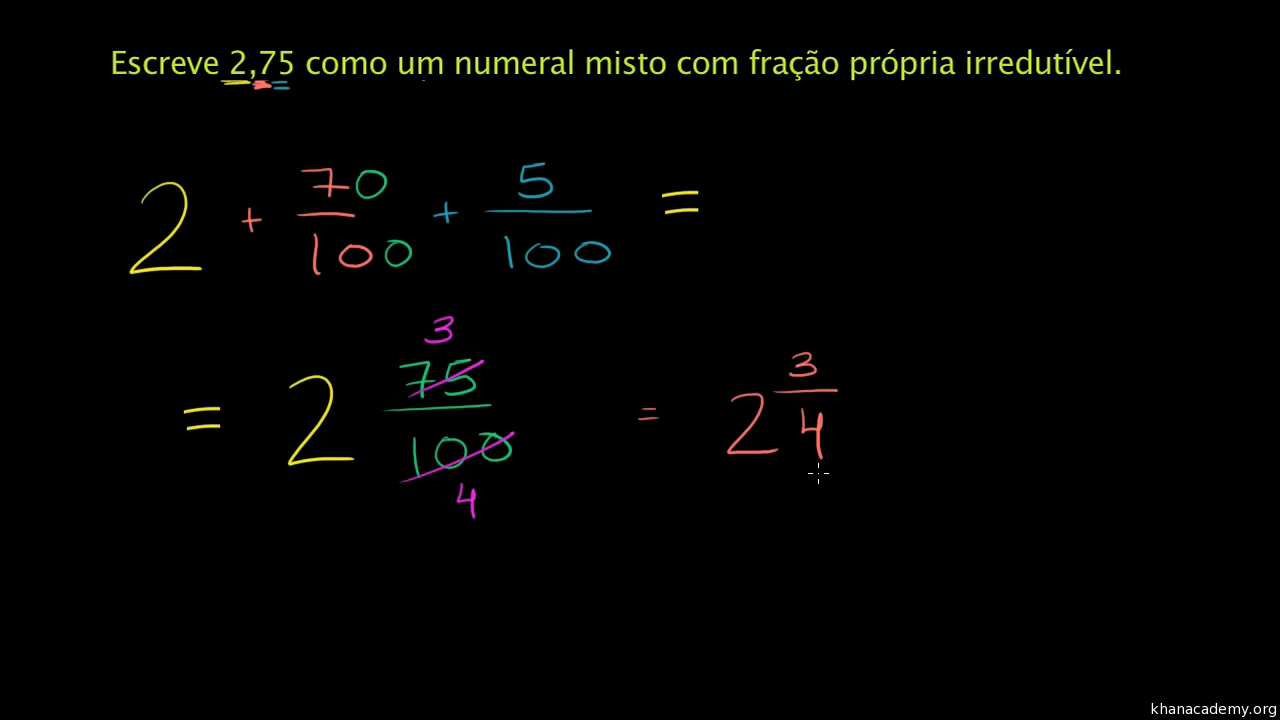 Escreve 2,75 como um numeral misto com fração própria irredutível.
2 + 70/100 + 5/100 =
= 2 75/100 3 4 = 2 3/4
khanacademy.org